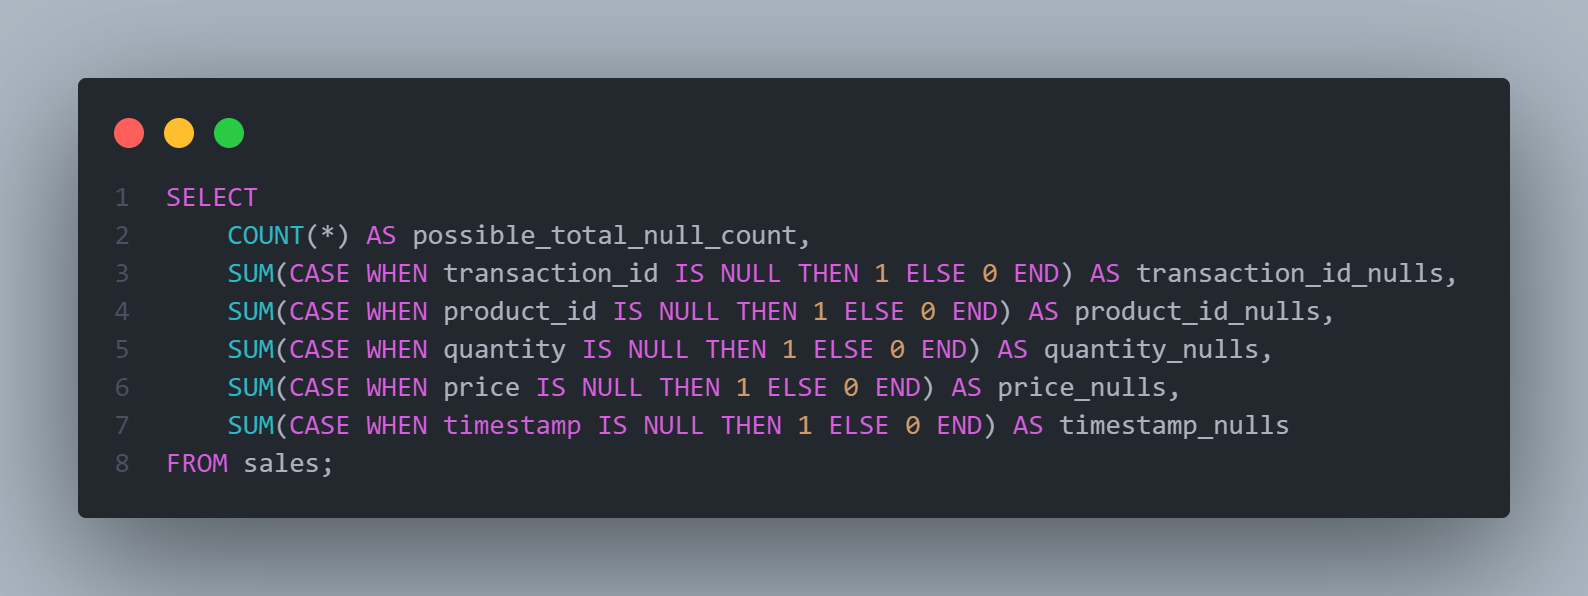 1 SELECT
2     COUNT(*) AS possible_total_null_count,
3     SUM(CASE WHEN transaction_id IS NULL THEN 1 ELSE 0 END) AS transaction_id_nulls,
4     SUM(CASE WHEN product_id IS NULL THEN 1 ELSE 0 END) AS product_id_nulls,
5     SUM(CASE WHEN quantity IS NULL THEN 1 ELSE 0 END) AS quantity_nulls,
6     SUM(CASE WHEN price IS NULL THEN 1 ELSE 0 END) AS price_nulls,
7     SUM(CASE WHEN timestamp IS NULL THEN 1 ELSE 0 END) AS timestamp_nulls
8 FROM sales;